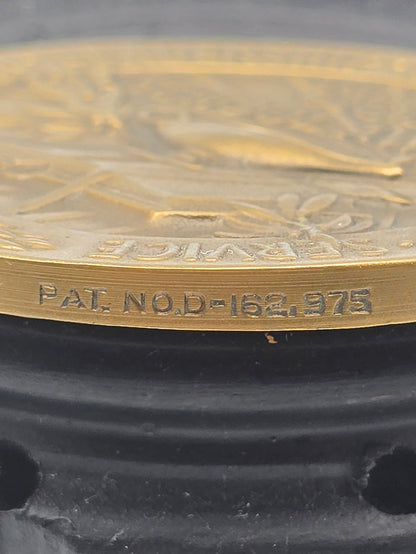 SERVICE
PAT. NO. D-162,975